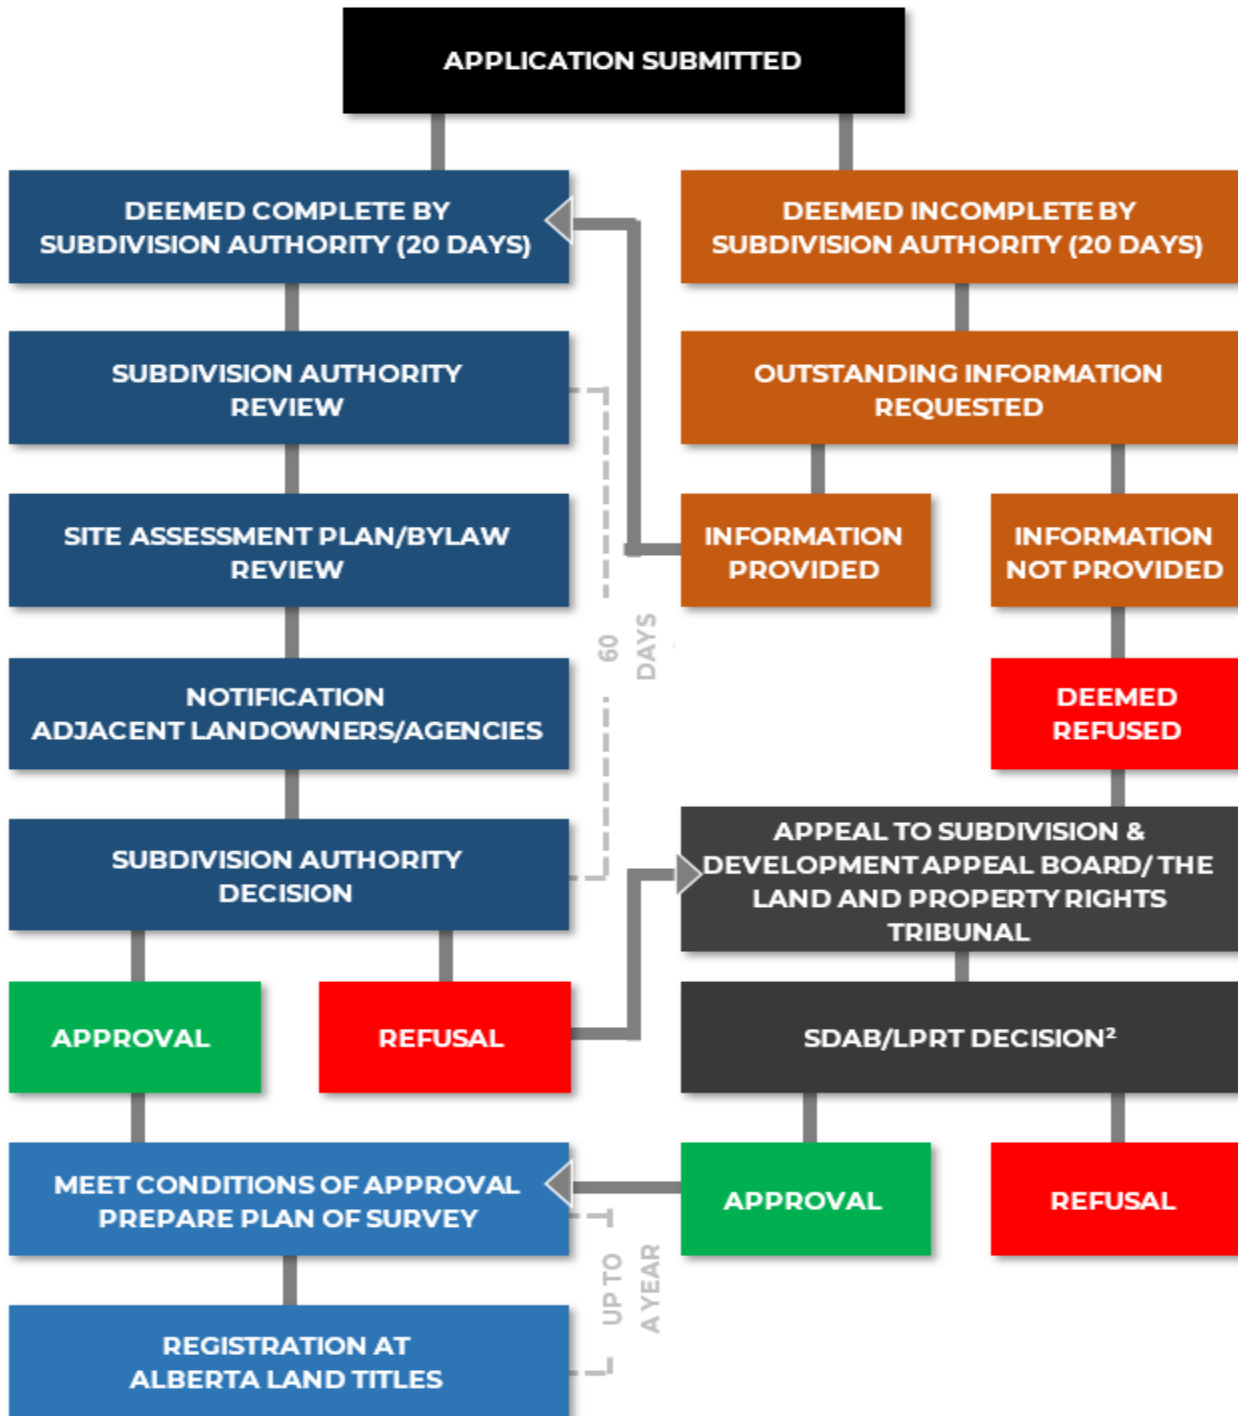 APPLICATION SUBMITTED
DEEMED COMPLETE BY
SUBDIVISION AUTHORITY (20 DAYS)
DEEMED INCOMPLETE BY
SUBDIVISION AUTHORITY (20 DAYS)
SUBDIVISION AUTHORITY
REVIEW
OUTSTANDING INFORMATION
REQUESTED
SITE ASSESSMENT PLAN/BYLAW
REVIEW
INFORMATION
PROVIDED
INFORMATION
NOT PROVIDED
60
DAYS
NOTIFICATION
ADJACENT LANDOWNERS/AGENCIES
DEEMED
REFUSED
SUBDIVISION AUTHORITY
DECISION
APPEAL TO SUBDIVISION &
DEVELOPMENT APPEAL BOARD/ THE
LAND AND PROPERTY RIGHTS
TRIBUNAL
APPROVAL
REFUSAL
SDAB/LPRT DECISION²
MEET CONDITIONS OF APPROVAL
PREPARE PLAN OF SURVEY
APPROVAL
REFUSAL
UP TO
A YEAR
REGISTRATION AT
ALBERTA LAND TITLES